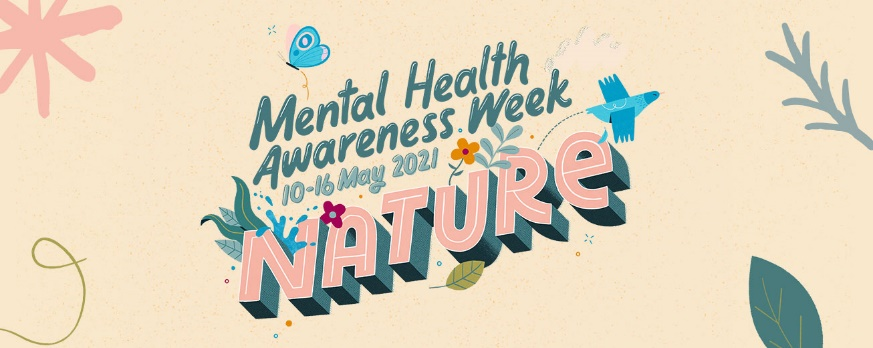 Mental Health
Awareness Week
10-16 May 2021
NATURe